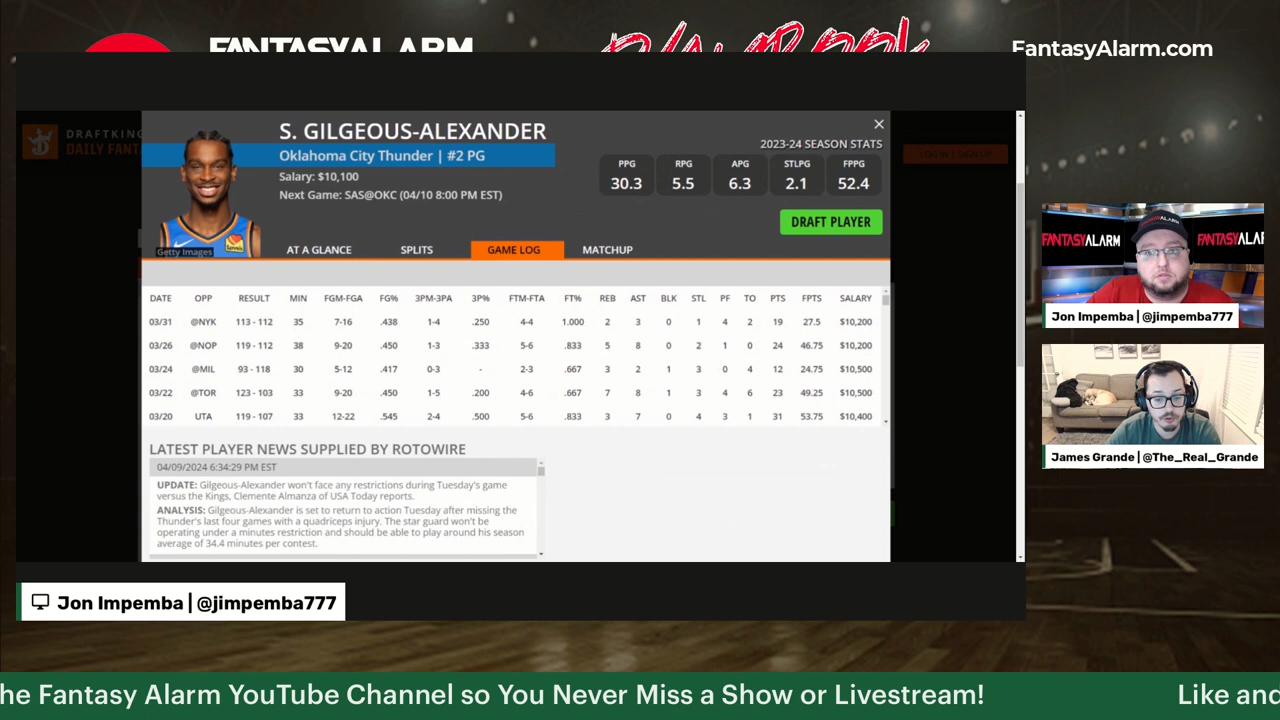 FANTASYALARM
PLAYBOOK
FantasyAlarm.com
DRAFTKIN
DAILY FANT
LOG IN | SIGN UP
S. GILGEOUS-ALEXANDER
Oklahoma City Thunder | #2 PG
Salary: $10,100
Next Game: SAS@OKC (04/10 8:00 PM EST)
Getty Images
2023-24 SEASON STATS
PPG RPG APG STLPG FPPG
30.3 5.5 6.3 2.1 52.4
DRAFT PLAYER
AT A GLANCE SPLITS GAME LOG MATCHUP
DATE OPP RESULT MIN FGM-FGA FG% 3PM-3PA 3P% FTM-FTA FT% REB AST BLK STL PF TO PTS FPTS SALARY
03/31 @NYK 113 - 112 35 7-16 .438 1-4 .250 4-4 1.000 2 3 0 1 4 2 19 27.5 $10,200
03/26 @NOP 119 - 112 38 9-20 .450 1-3 .333 5-6 .833 5 8 0 2 1 0 24 46.75 $10,200
03/24 @MIL 93 - 118 30 5-12 .417 0-3 - 2-3 .667 3 2 1 3 0 4 12 24.75 $10,500
03/22 @TOR 123 - 103 33 9-20 .450 1-5 .200 4-6 .667 7 8 1 3 4 6 23 49.25 $10,500
03/20 UTA 119 - 107 33 12-22 .545 2-4 .500 5-6 .833 3 7 0 4 3 1 31 53.75 $10,400
LATEST PLAYER NEWS SUPPLIED BY ROTOWIRE
04/09/2024 6:34:29 PM EST
UPDATE: Gilgeous-Alexander won't face any restrictions during Tuesday's game
versus the Kings, Clemente Almanza of USA Today reports.
ANALYSIS: Gilgeous-Alexander is set to return to action Tuesday after missing the
Thunder's last four games with a quadriceps injury. The star guard won't be
operating under a minutes restriction and should be able to play around his season
average of 34.4 minutes per contest.
FANTASYALARM
FANTASYALAR
Jon Impemba | @jimpemba777
James Grande | @The_Real_Grande
Jon Impemba | @jimpemba777
he Fantasy Alarm YouTube Channel so You Never Miss a Show or Livestream! Like and